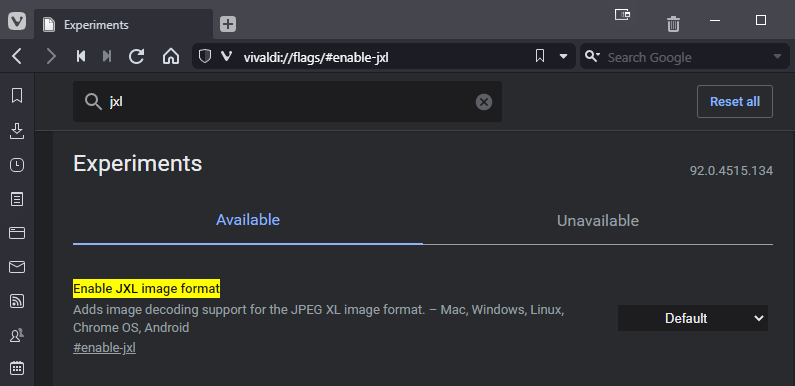 Experiments
vivaldi://flags/#enable-jxl
Search Google
jxl
Reset all
Experiments
92.0.4515.134
Available
Unavailable
Enable JXL image format
Adds image decoding support for the JPEG XL image format. – Mac, Windows, Linux,
Chrome OS, Android
#enable-jxl
Default